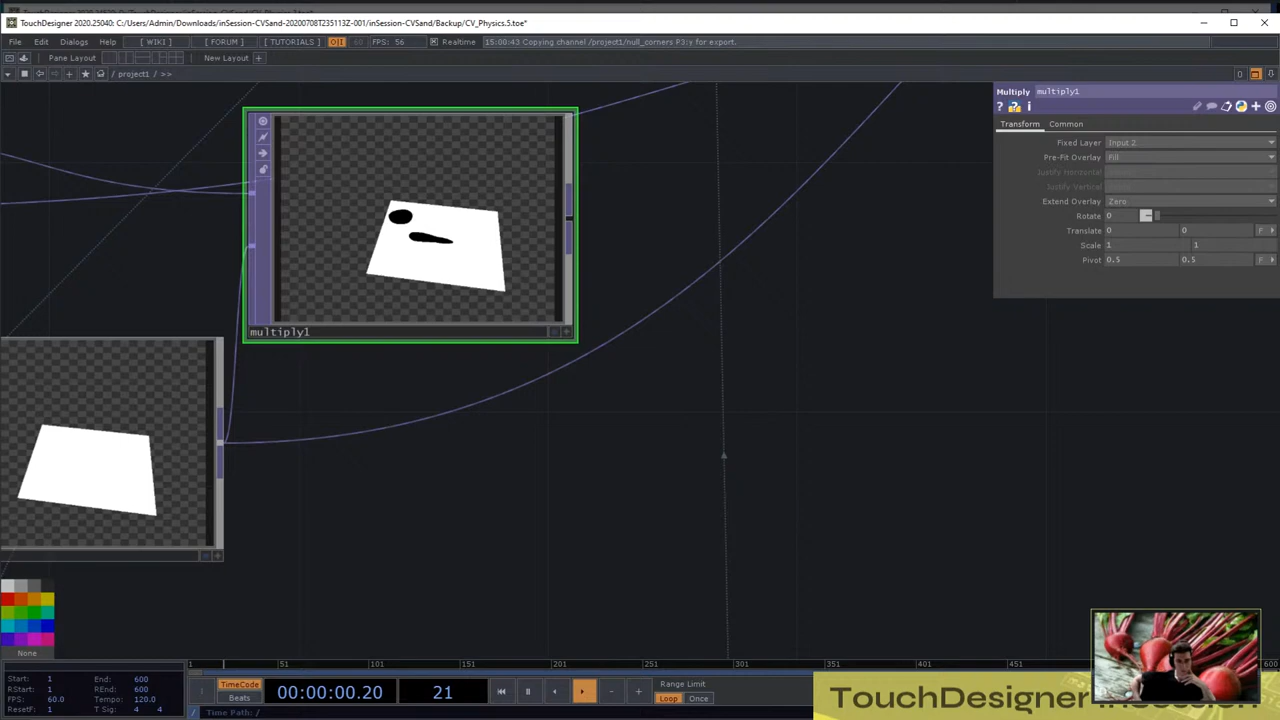 TouchDesigner 2020.25040: C:/Users/Admin/Downloads/inSession-CVSand-20200708T235113Z-001/inSession-CVSand/Backup/CV_Physics.5.toe*
File Edit Dialogs Help [ WIKI ] [ FORUM ] [ TUTORIALS ] O|I FPS: 56 Realtime 15:00:43 Copying channel /project1/null_corners P3:y for export.
Pane Layout New Layout +
/ project1 / >>
Multiply multiply1
? i
Transform Common
Fixed Layer Input 2
Pre-Fit Overlay Fill
Justify Horizontal
Justify Vertical
Extend Overlay Zero
Rotate 0
Translate 0 0 F
Scale 1 1
Pivot 0.5 0.5 F
multiply1
None
1 51 101 151 201 251 301 351 401 451 501 600
Start: 1 End: 600
RStart: 1 REnd: 600
FPS: 60.0 Tempo: 120.0
ResetF: 1 T Sig: 4 4
TimeCode
Beats
00:00:00.20 21
Range Limit
Loop Once
/ Time Path: /
TouchDesigner